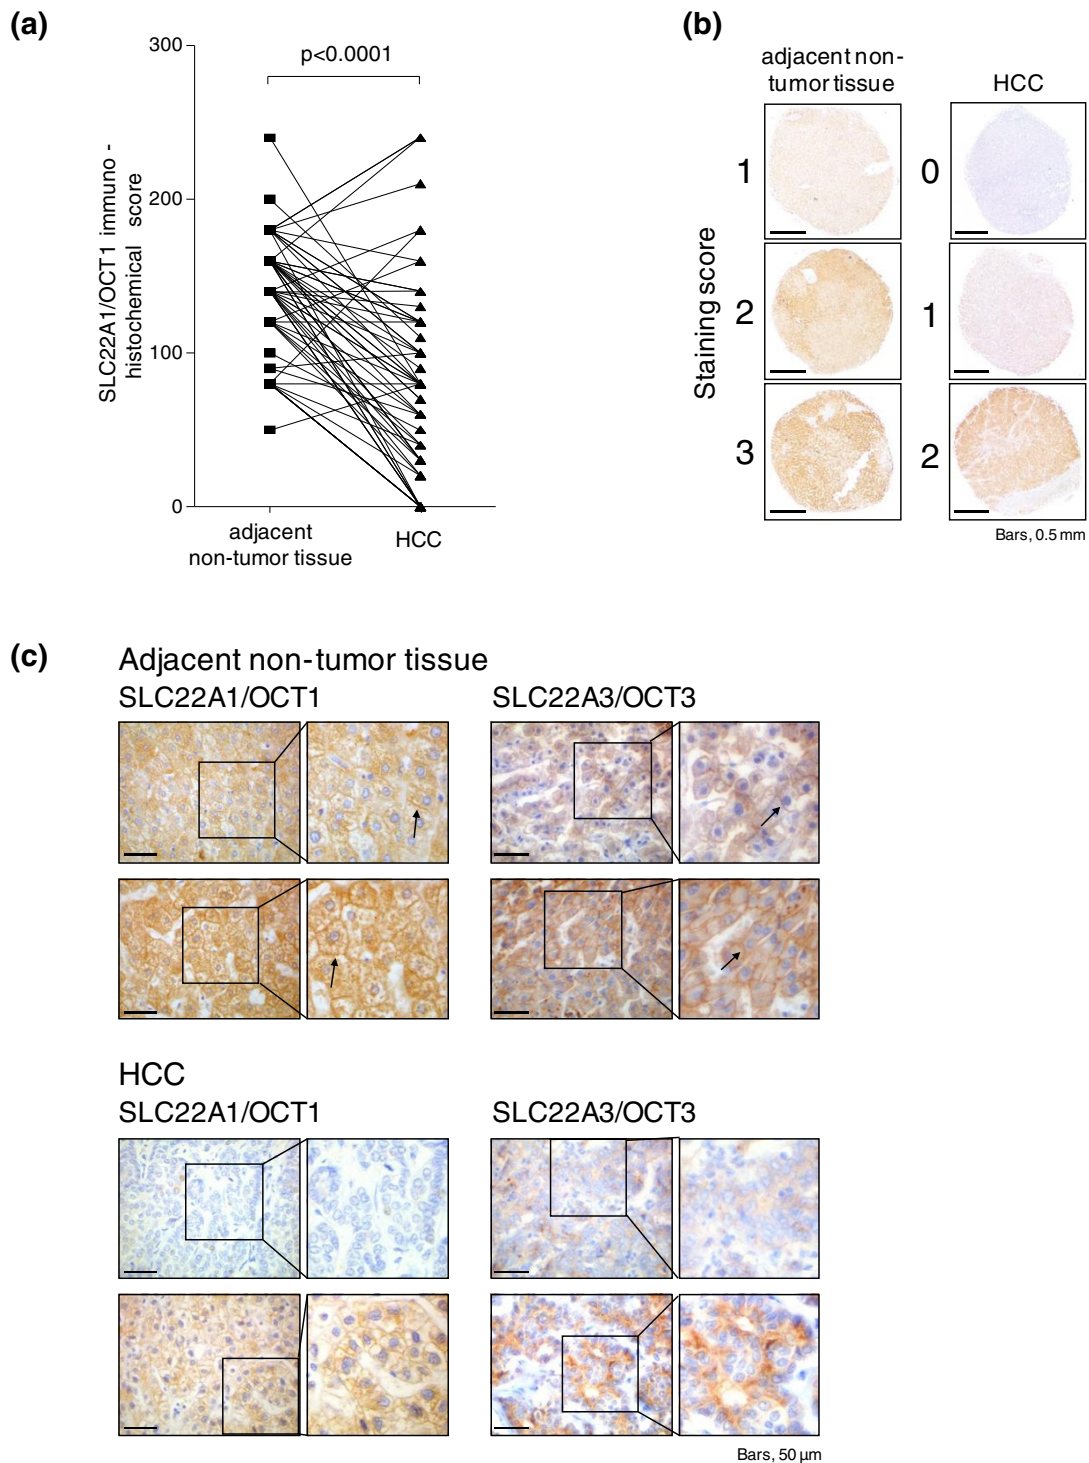 (a)
300
200
100
0
SLC22A1/OCT1 immuno-
histochemical score
p<0.0001
adjacent
non-tumor tissue
HCC
(b)
adjacent non-
tumor tissue
HCC
Staining score
1
0
2
1
3
2
Bars, 0.5 mm
(c)
Adjacent non-tumor tissue
SLC22A1/OCT1
SLC22A3/OCT3
HCC
SLC22A1/OCT1
SLC22A3/OCT3
Bars, 50 µm